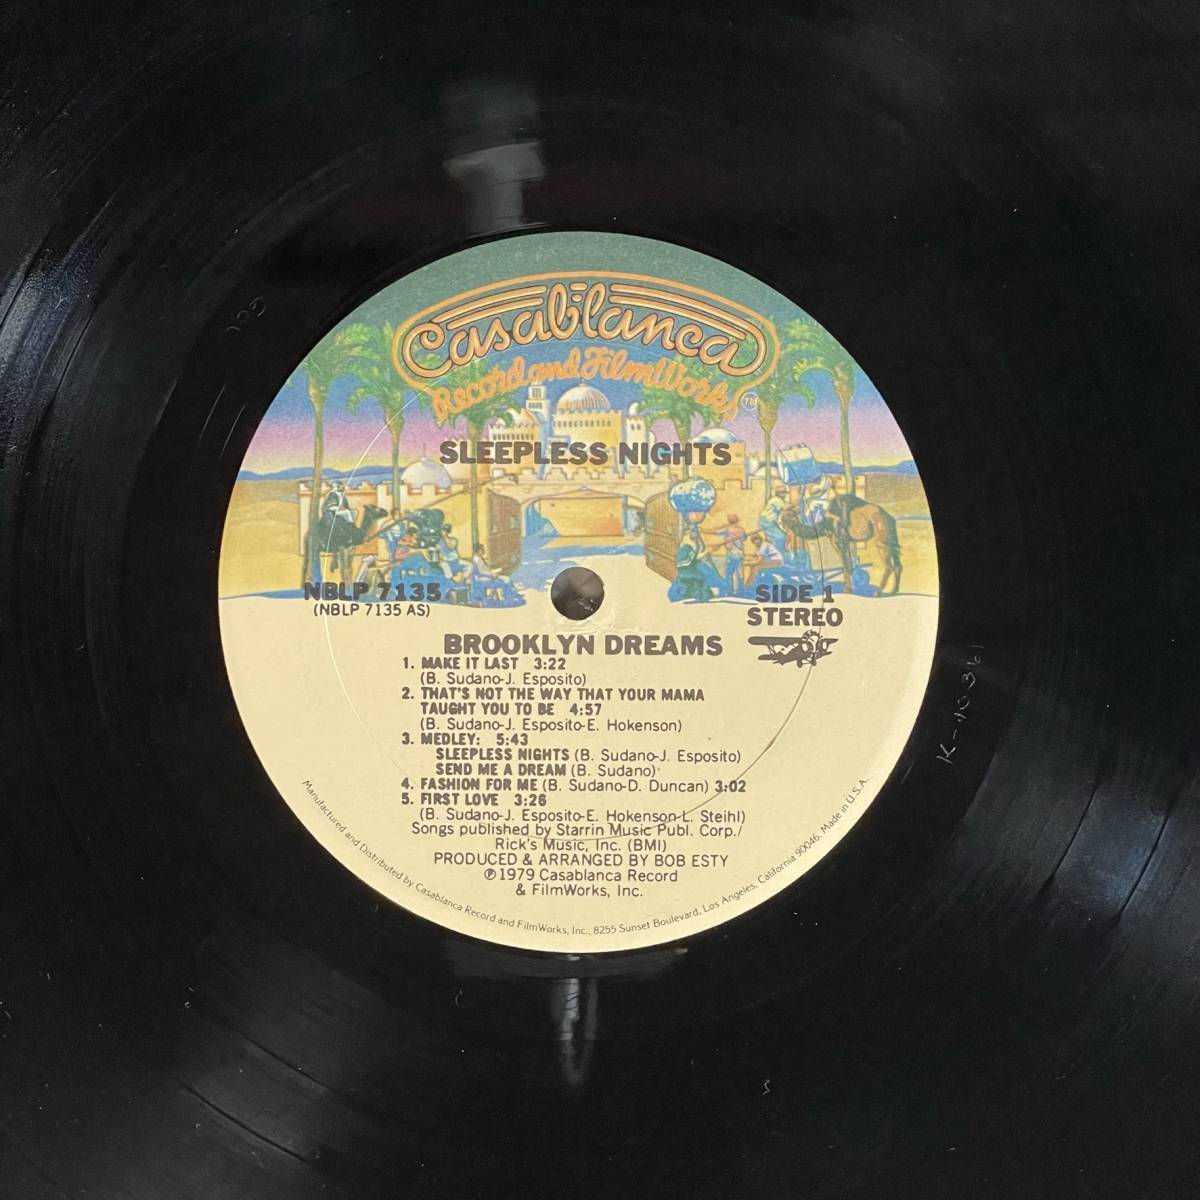 Casablanca
Record and FilmWorks TM
SLEEPLESS NIGHTS
NBLP 7135
(NBLP 7135 AS)
SIDE 1
STEREO
BROOKLYN DREAMS
1. MAKE IT LAST 3:22
(B. Sudano-J. Esposito)
2. THAT'S NOT THE WAY THAT YOUR MAMA
TAUGHT YOU TO BE 4:57
(B. Sudano-J. Esposito-E. Hokenson)
3. MEDLEY: 5:43
SLEEPLESS NIGHTS (B. Sudano-J. Esposito)
SEND ME A DREAM (B. Sudano)
4. FASHION FOR ME (B. Sudano-D. Duncan) 3:02
5. FIRST LOVE 3:26
(B. Sudano-J. Esposito-E. Hokenson-L. Steihl)
Songs published by Starrin Music Publ. Corp./
Rick's Music, Inc. (BMI)
PRODUCED & ARRANGED BY BOB ESTY
℗ 1979 Casablanca Record
& FilmWorks, Inc.
Manufactured and Distributed by Casablanca Record and FilmWorks, Inc., 8255 Sunset Boulevard, Los Angeles, California 90046. Made in U.S.A.